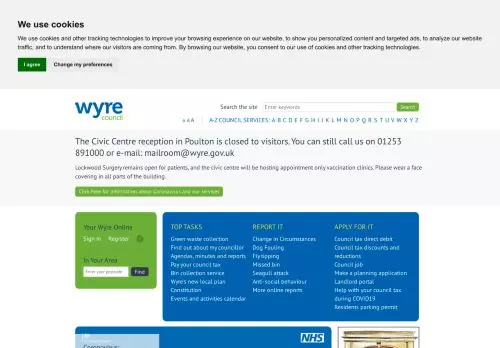 We use cookies
We use cookies and other tracking technologies to improve your browsing experience on our website, to show you personalized content and targeted ads, to analyze our website
traffic, and to understand where our visitors are coming from. By browsing our website, you consent to our use of cookies and other tracking technologies.
I agree
Change my preferences
wyre
council
Search the site
Enter keywords
Search
a a A
A-Z COUNCIL SERVICES: A B C D E F G H I J K L M N O P Q R S T U V W X Y Z
The Civic Centre reception in Poulton is closed to visitors. You can still call us on 01253
891000 or e-mail: mailroom@wyre.gov.uk
Lockwood Surgery remains open for patients, and the civic centre will be hosting appointment only vaccination clinics. Please wear a face
covering in all parts of the building.
Click here for information about Coronavirus and our services
Your Wyre Online
Sign in
Register
In Your Area
Enter your postcode
Find
TOP TASKS
Green waste collection
Find out about my councillor
Agendas, minutes and reports
Pay your council tax
Bin collection service
Wyre's new local plan
Constitution
Events and activities calendar
REPORT IT
Change in Circumstances
Dog Fouling
Fly tipping
Missed bin
Seagull attack
Anti-social behaviour
More online reports
APPLY FOR IT
Council tax direct debit
Council tax discounts and
reductions
Council job
Make a planning application
Landlord portal
Help with your council tax
during COVID19
Residents parking permit
NHS
Coronavirus: